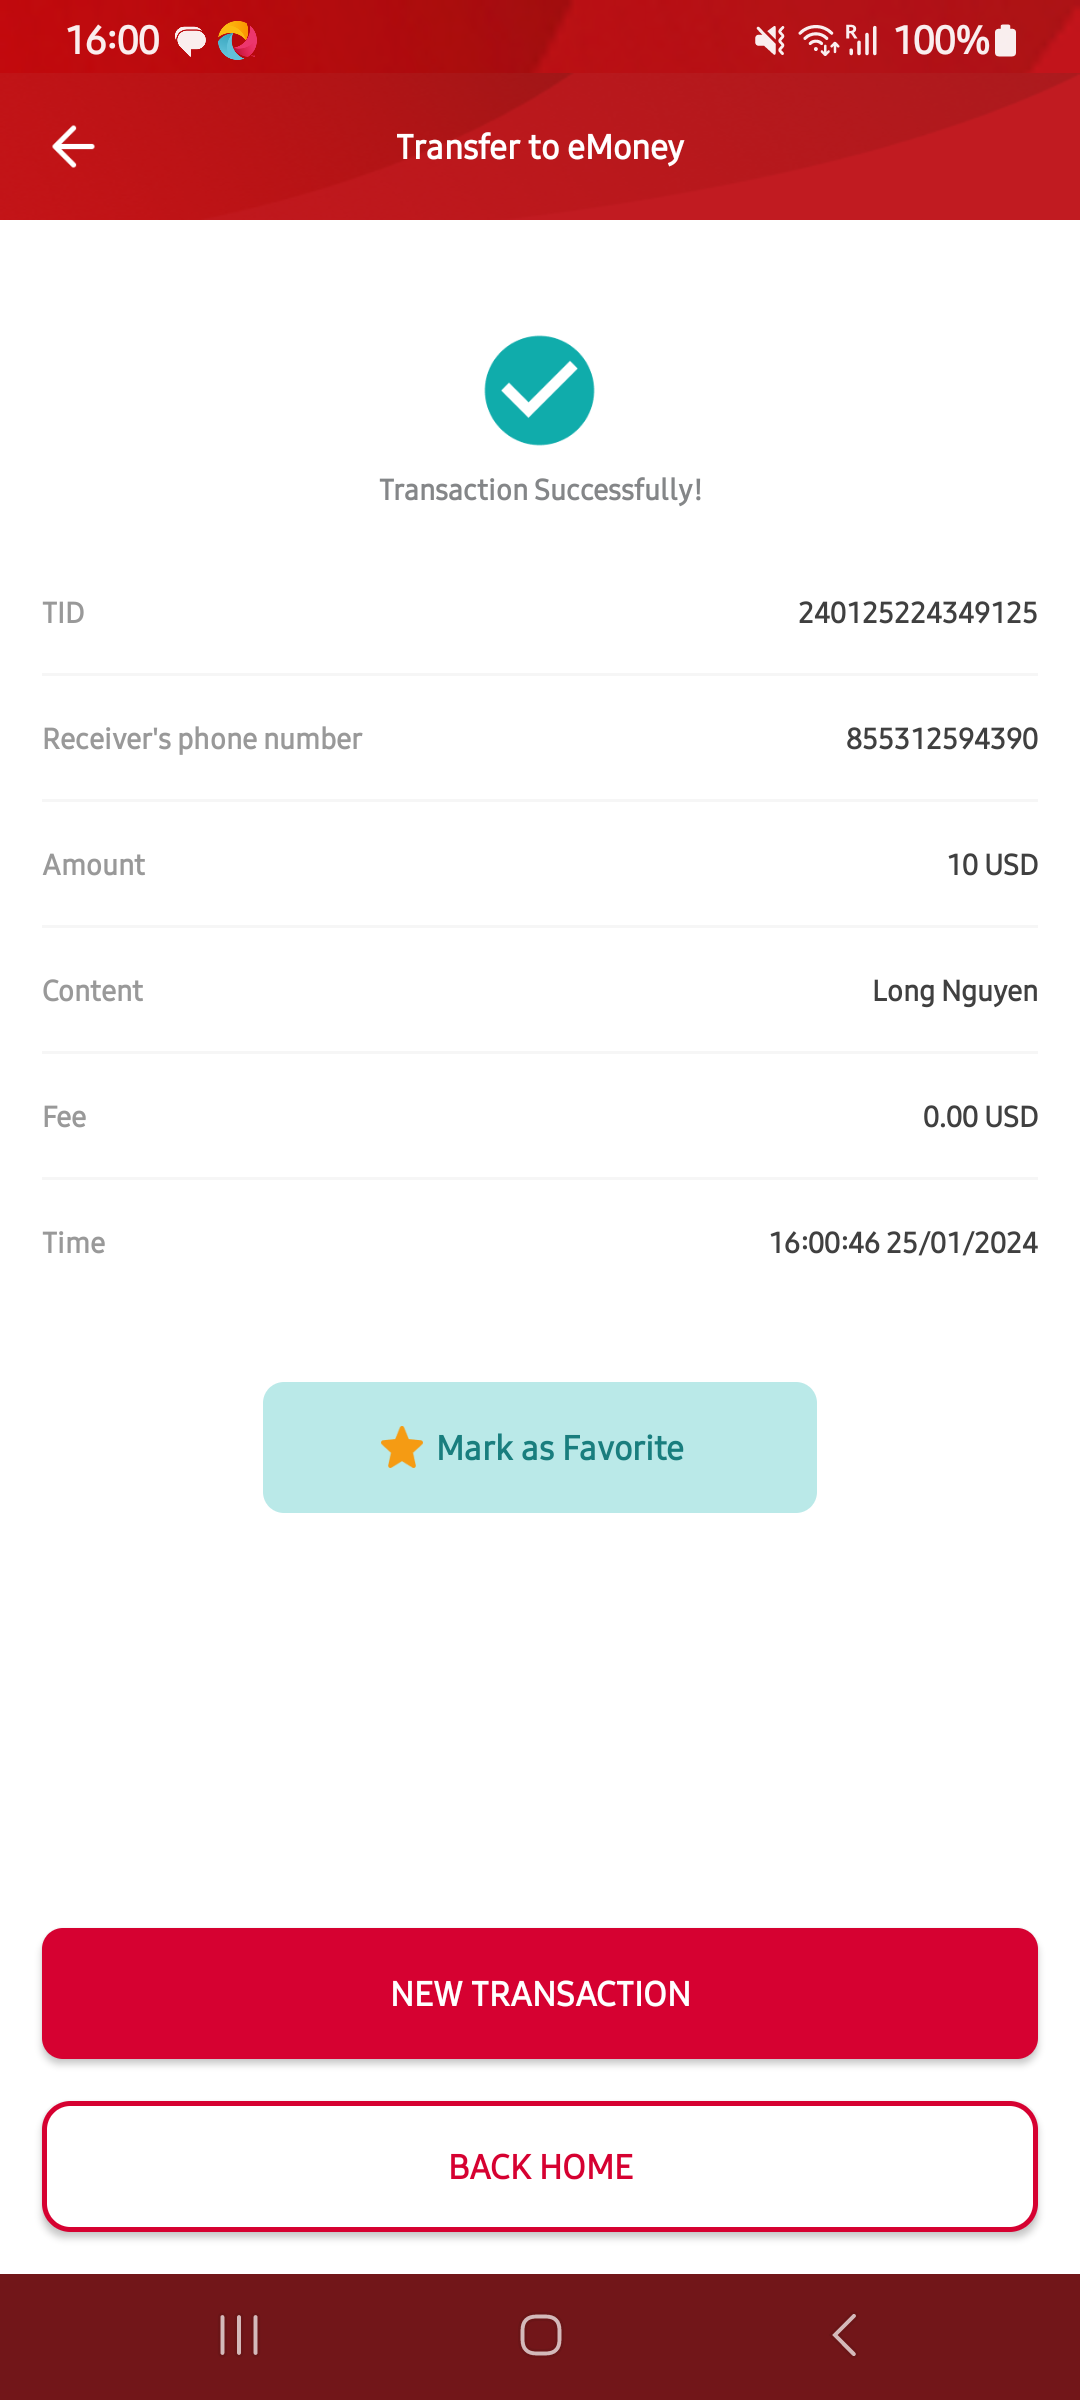 16:00
R 100%
Transfer to eMoney
Transaction Successfully!
TID 240125224349125
Receiver's phone number 855312594390
Amount 10 USD
Content Long Nguyen
Fee 0.00 USD
Time 16:00:46 25/01/2024
Mark as Favorite
NEW TRANSACTION
BACK HOME